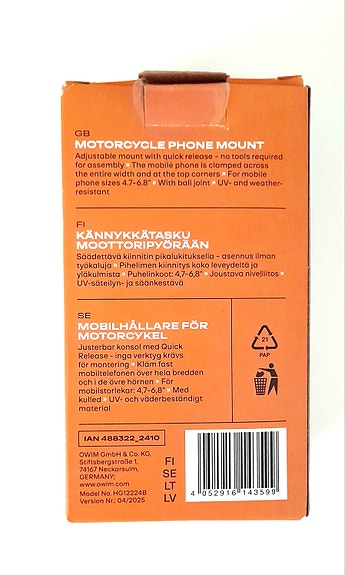 GB
MOTORCYCLE PHONE MOUNT
Adjustable mount with quick release - no tools required
for assembly • The mobile phone is clamped across
the entire width and at the top corners • For mobile
phone sizes 4.7-6.8" • With ball joint • UV- and weather-
resistant
FI
KÄNNYKKÄTASKU
MOOTTORIPYÖRÄÄN
Säädettävä kiinnitin pikalukituksella - asennus ilman
työkaluja • Pihelimen kiinnitys koko leveydeltä ja
yläkulmista • Puhelinkoot: 4,7-6,8" • Joustava nivelliitos •
UV-säteilyn- ja säänkestävä
SE
MOBILHÅLLARE FÖR
MOTORCYKEL
Justerbar konsol med Quick
Release - inga verktyg krävs
för montering • Kläm fast
mobiltelefonen över hela bredden
och i de övre hörnen • För
mobilstorlekar: 4,7-6,8" • Med
kulled • UV- och väderbeständigt
material
21
PAP
IAN 488322_2410
OWIM GmbH & Co. KG,
Stiftsbergstraße 1,
74167 Neckarsulm,
GERMANY;
www.owim.com
Model No. HG12224B
Version Nr.: 04/2025
FI
SE
LT
LV
4 052916 143599